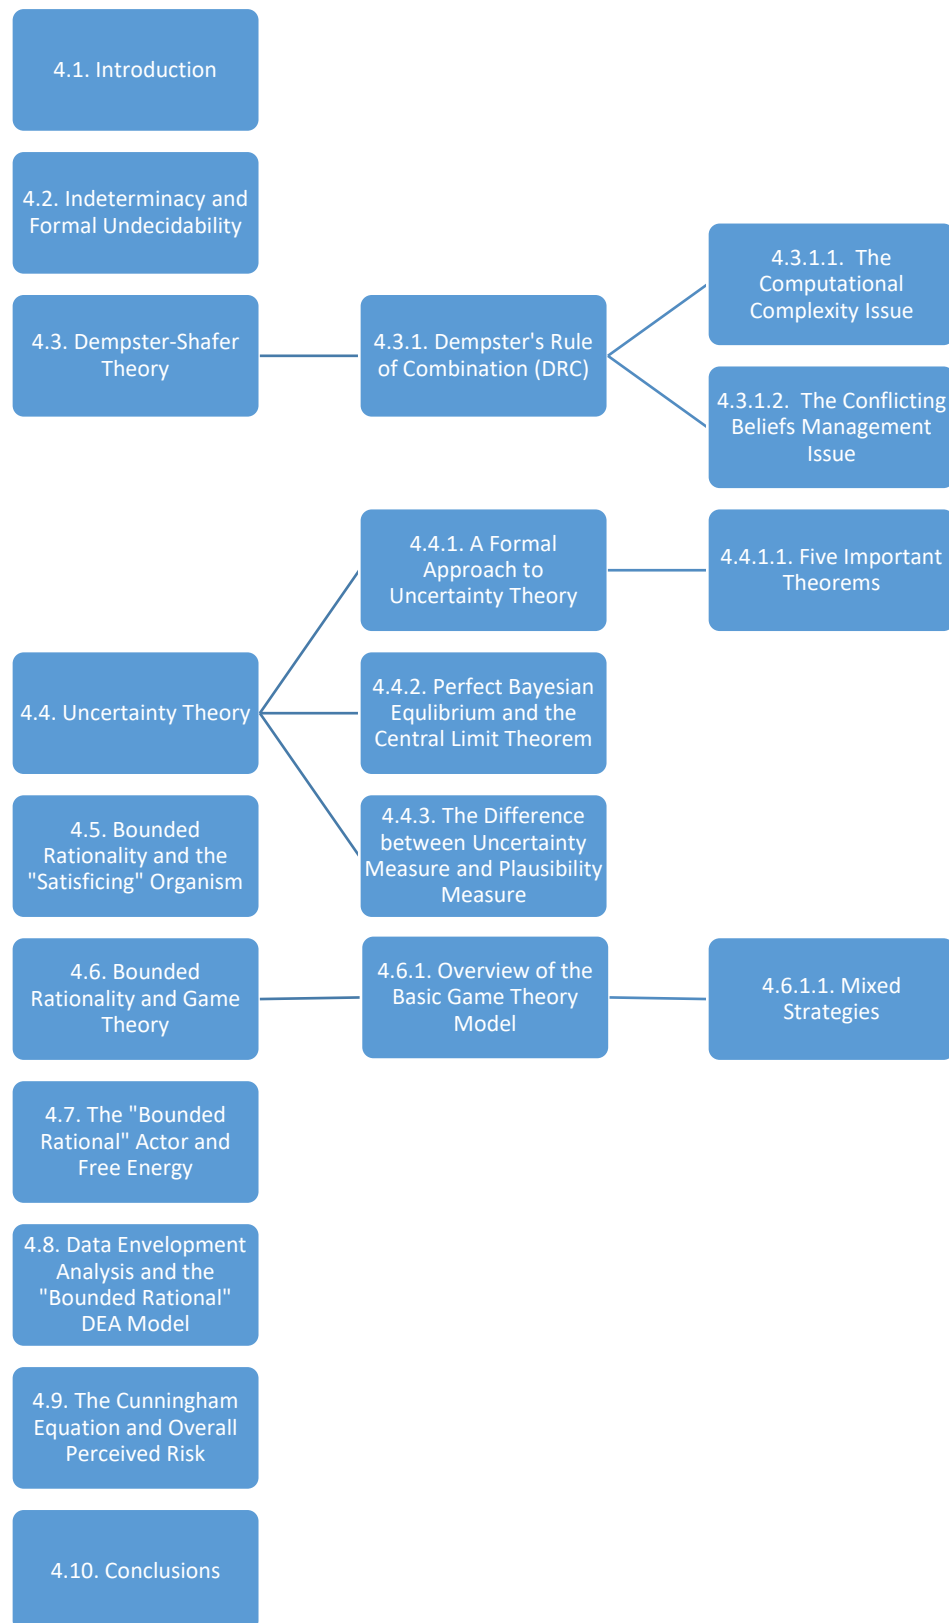 4.1. Introduction
4.2. Indeterminacy and
Formal Undecidability
4.3. Dempster-Shafer
Theory
4.3.1. Dempster's Rule
of Combination (DRC)
4.3.1.1.  The
Computational
Complexity Issue
4.3.1.2.  The Conflicting
Beliefs Management
Issue
4.4. Uncertainty Theory
4.4.1. A Formal
Approach to
Uncertainty Theory
4.4.1.1. Five Important
Theorems
4.4.2. Perfect Bayesian
Equlibrium and the
Central Limit Theorem
4.4.3. The Difference
between Uncertainty
Measure and Plausibility
Measure
4.5. Bounded
Rationality and the
"Satisficing" Organism
4.6. Bounded
Rationality and Game
Theory
4.6.1. Overview of the
Basic Game Theory
Model
4.6.1.1. Mixed
Strategies
4.7. The "Bounded
Rational" Actor and
Free Energy
4.8. Data Envelopment
Analysis and the
"Bounded Rational"
DEA Model
4.9. The Cunningham
Equation and Overall
Perceived Risk
4.10. Conclusions